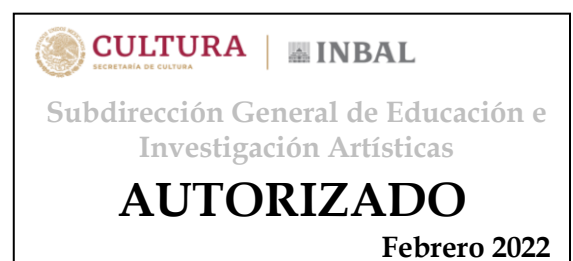 CULTURA
SECRETARÍA DE CULTURA
INBAL
Subdirección General de Educación e
Investigación Artísticas
AUTORIZADO
Febrero 2022